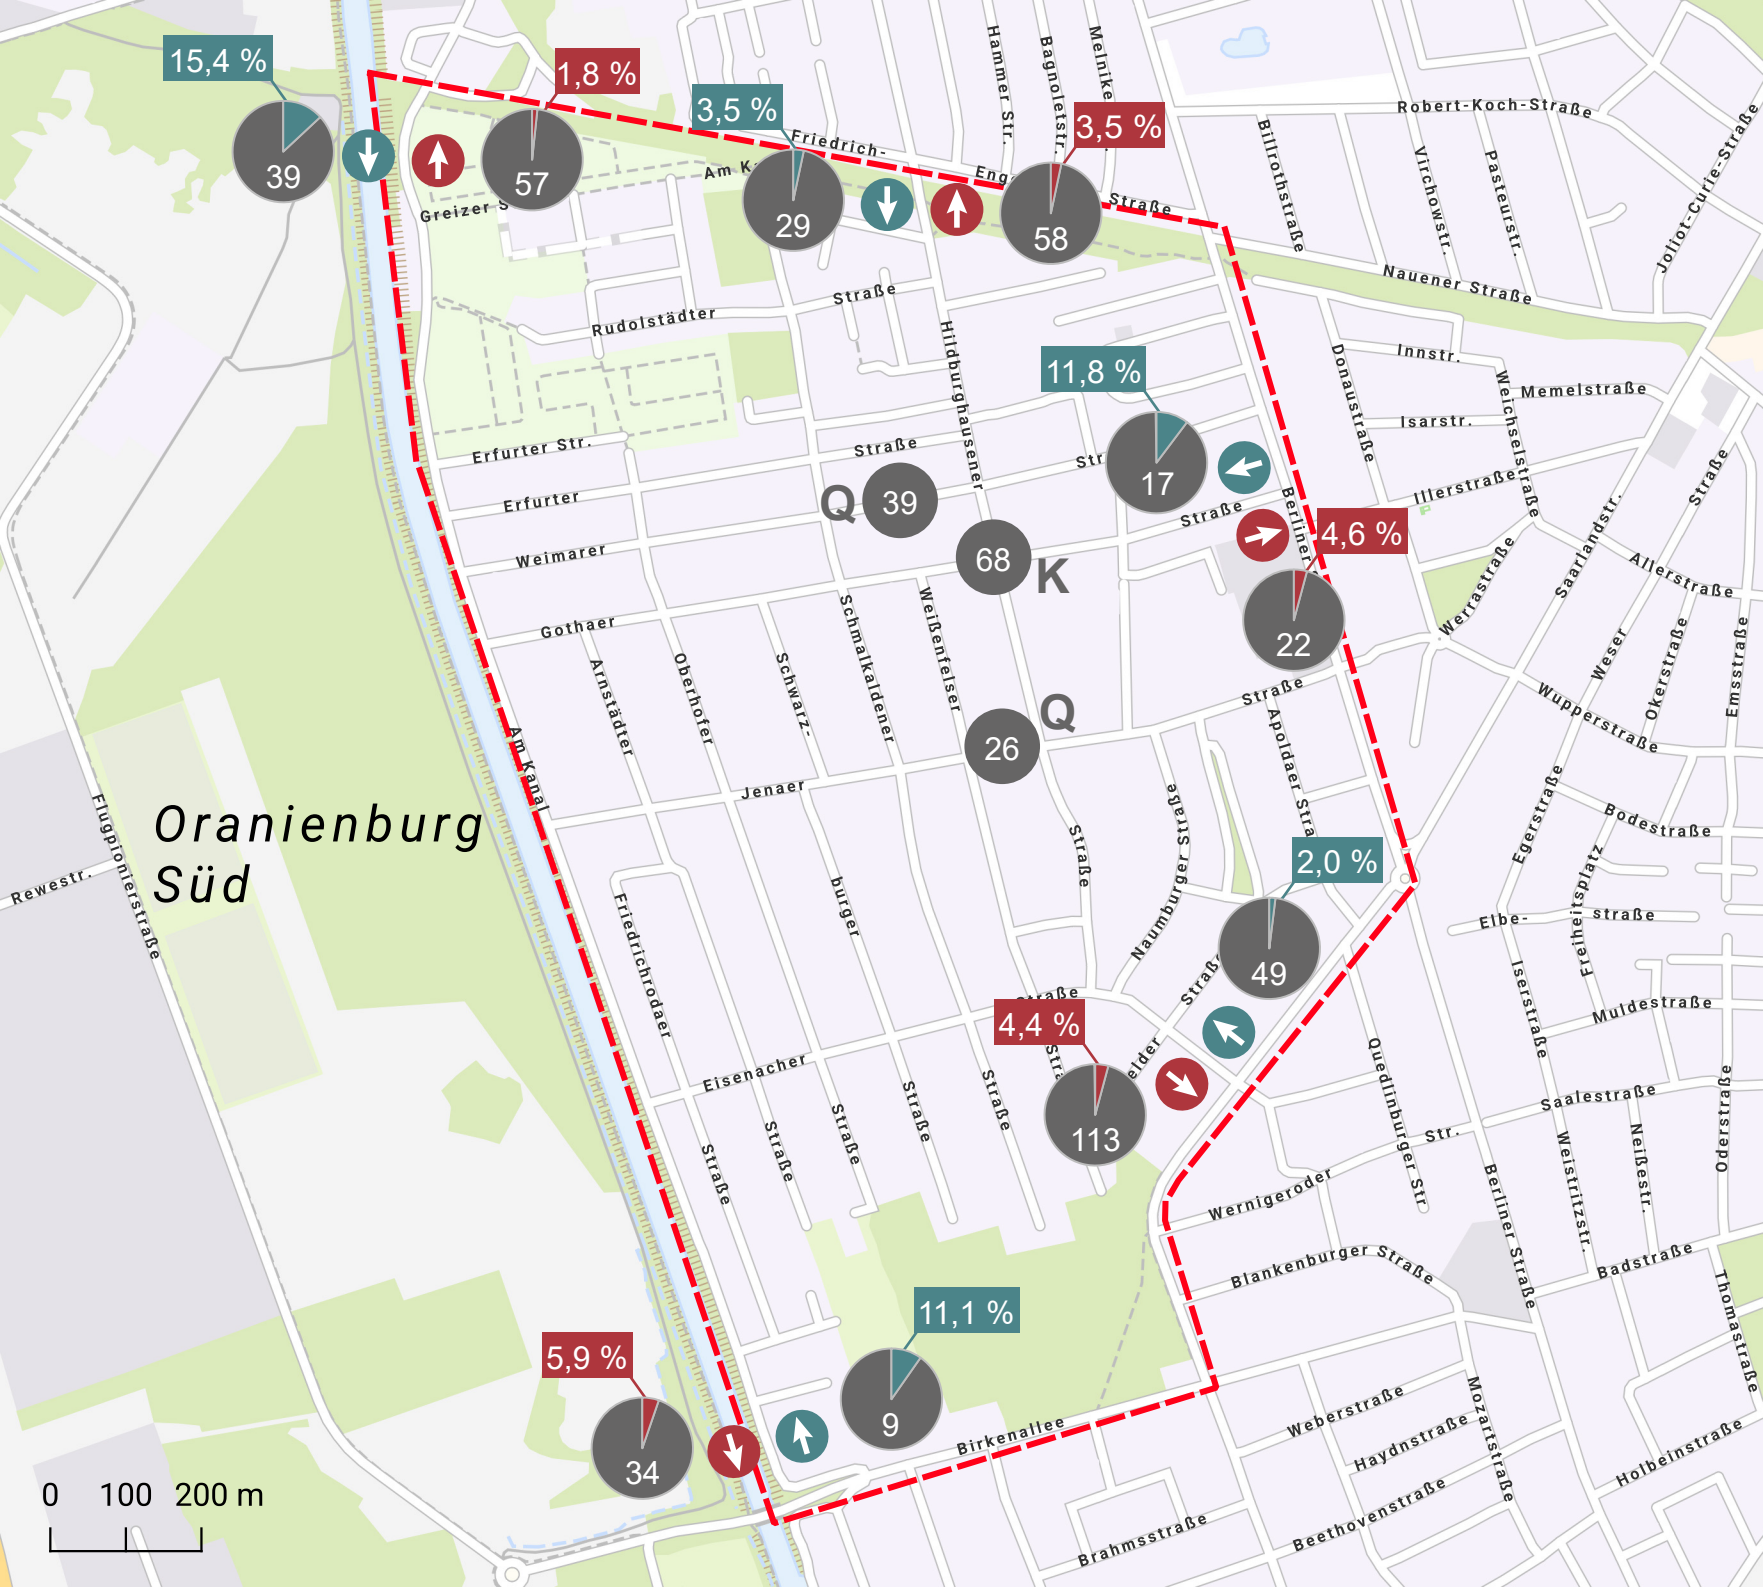 15,4 %
39
1,8 %
57
3,5 %
29
3,5 %
58
Hammer Str.
Bagnoletstr.
Friedrich-
Straße
Greizer
Robert-Koch-Straße
Billrothstraße
Virchowstr.
Pasteurstr.
Joliot-Curie-Straße
Nauener Straße
Rudolstädter
Straße
Hildburghausener
Innstr.
Memelstraße
Isarstr.
Donaustraße
Weichselstraße
Illerstraße
11,8 %
17
Erfurter Str.
Straße
Erfurter
Weimarer
Q
39
68
K
Straße
Berliner
4,6 %
22
Saarlandstr.
Straße
Werrastraße
Allerstraße
Weser
Okerstraße
Emsstraße
Wupperstraße
Gothaer
Arnstädter
Oberhofer
Schwarz-
Schmalkaldener
Weißenfelser
Straße
Q
26
Jenaer
Am Kanal
Apoldaer
Naumburger Straße
Straße
Egerstraße
Bodestraße
Freiheitsplatz
Elbe-
straße
Oranienburg
Süd
Flugpionierstraße
Rewestr.
2,0 %
49
Friedrichrodaer
burger
Straße
Iserstraße
Muldestraße
4,4 %
113
Eisenacher
Straße
Straße
Straße
Straße
Straße
Straße
Quedlinburger Str
Saalestraße
Oderstraße
Str.
Wernigeroder
Weistritzstr.
Neißestr.
Berliner Straße
Blankenburger Straße
Badstraße
Thomastraße
11,1 %
9
5,9 %
34
Birkenallee
Weberstraße
Haydnstraße
Mozartstraße
Holbeinstraße
Beethovenstraße
Brahmsstraße
0 100 200 m